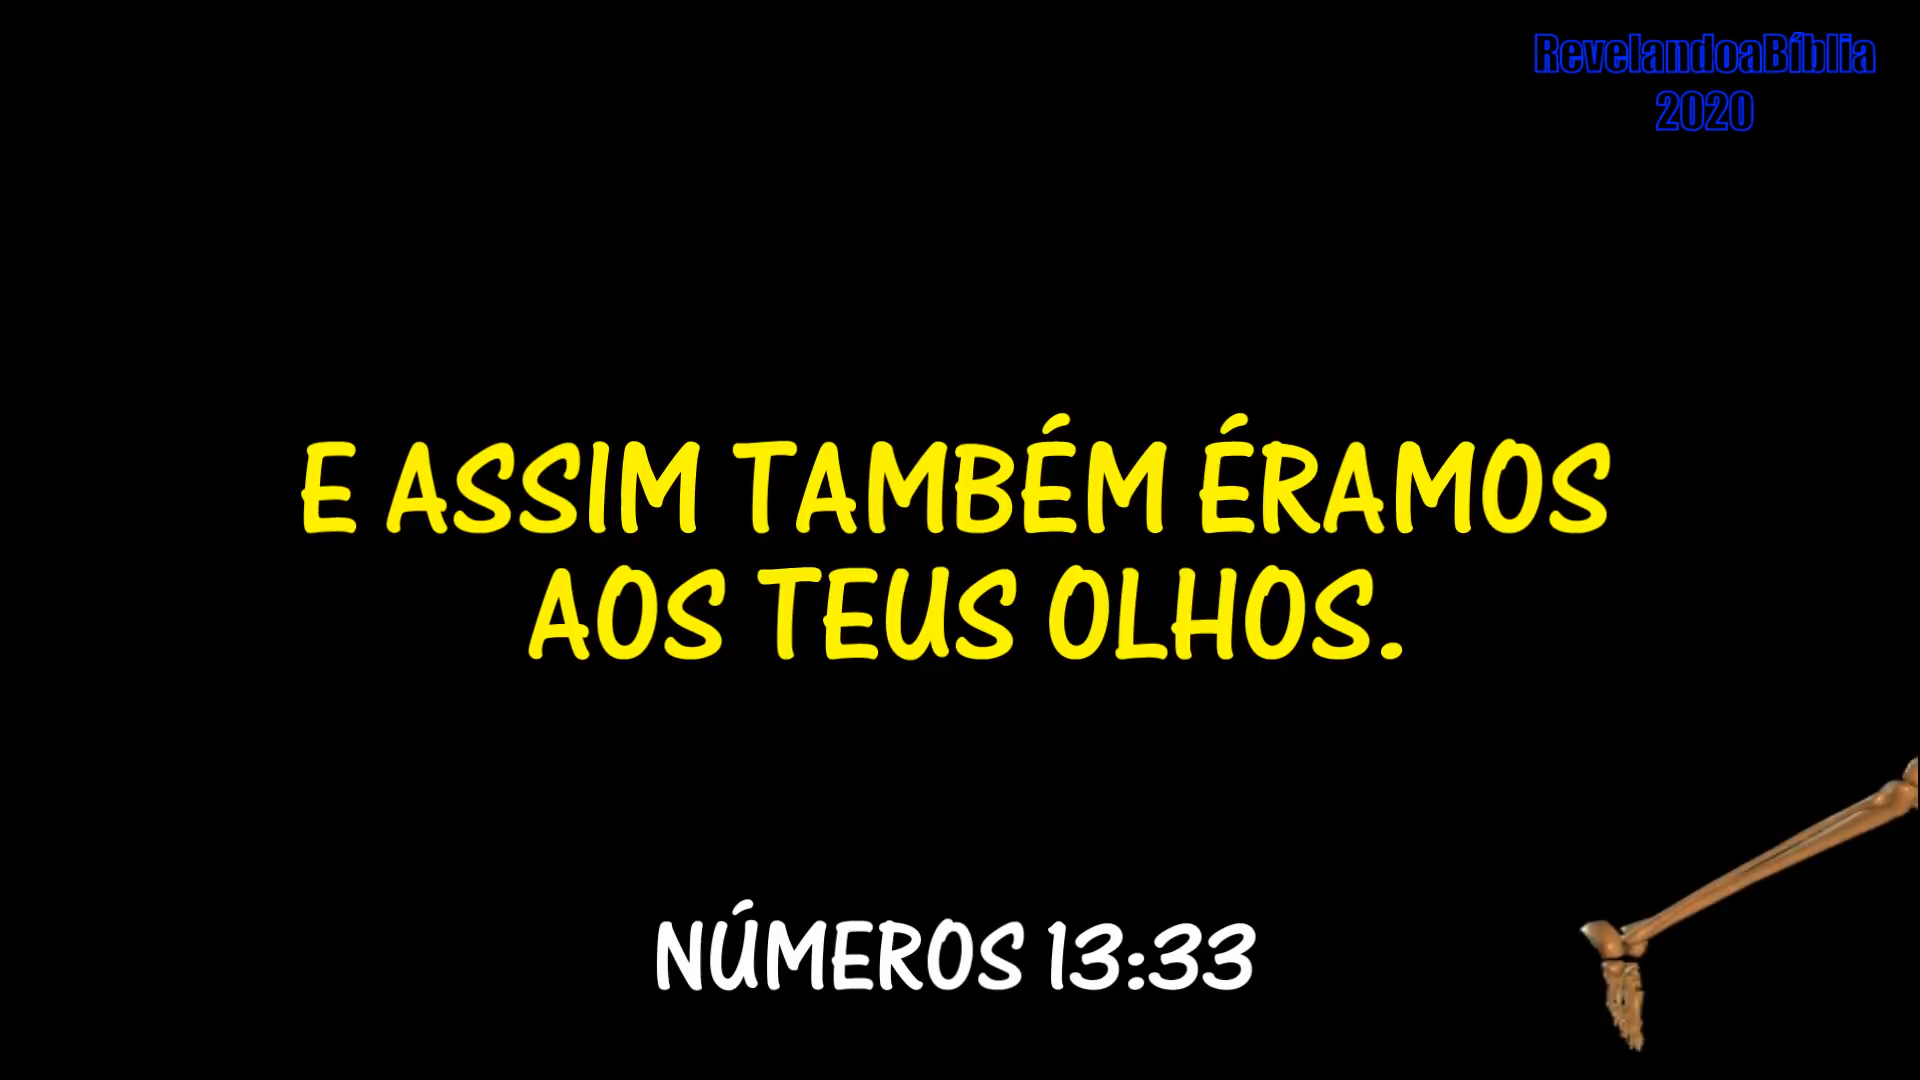 RevelandoaBíblia
2020
E ASSIM TAMBÉM ÉRAMOS
AOS TEUS OLHOS.
NÚMEROS 13:33